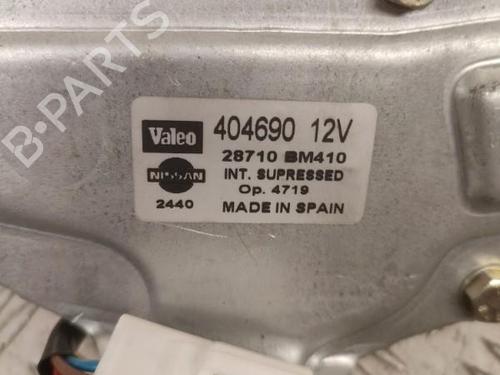 B-PARTS
Valeo 404690 12V
28710 BM410
NISSAN INT. SUPRESSED
Op. 4719
2440 MADE IN SPAIN